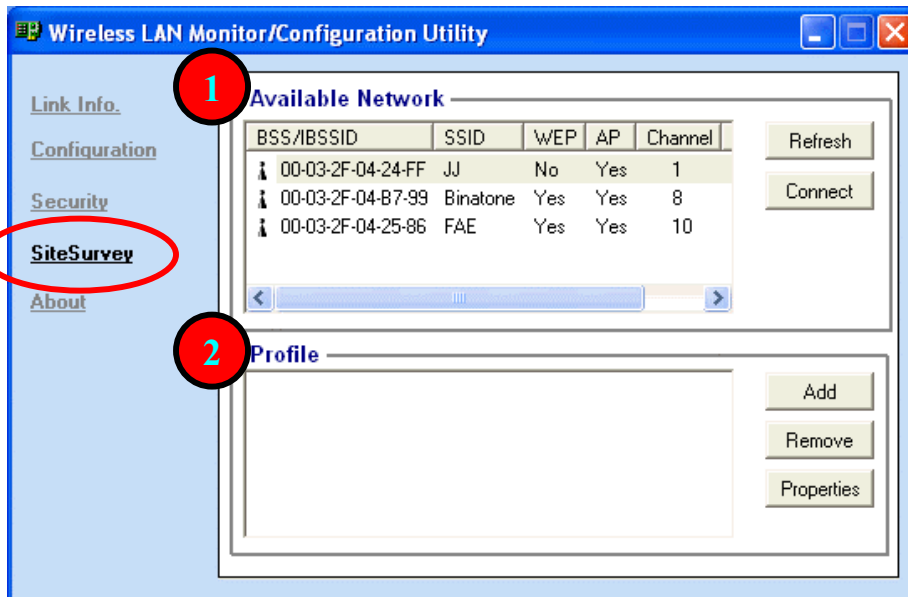 Wireless LAN Monitor/Configuration Utility
Link Info.
Configuration
Security
SiteSurvey
About
1
Available Network
BSS/IBSSID SSID WEP AP Channel
00-03-2F-04-24-FF JJ No Yes 1
00-03-2F-04-B7-99 Binatone Yes Yes 8
00-03-2F-04-25-86 FAE Yes Yes 10
Refresh
Connect
2
Profile
Add
Remove
Properties